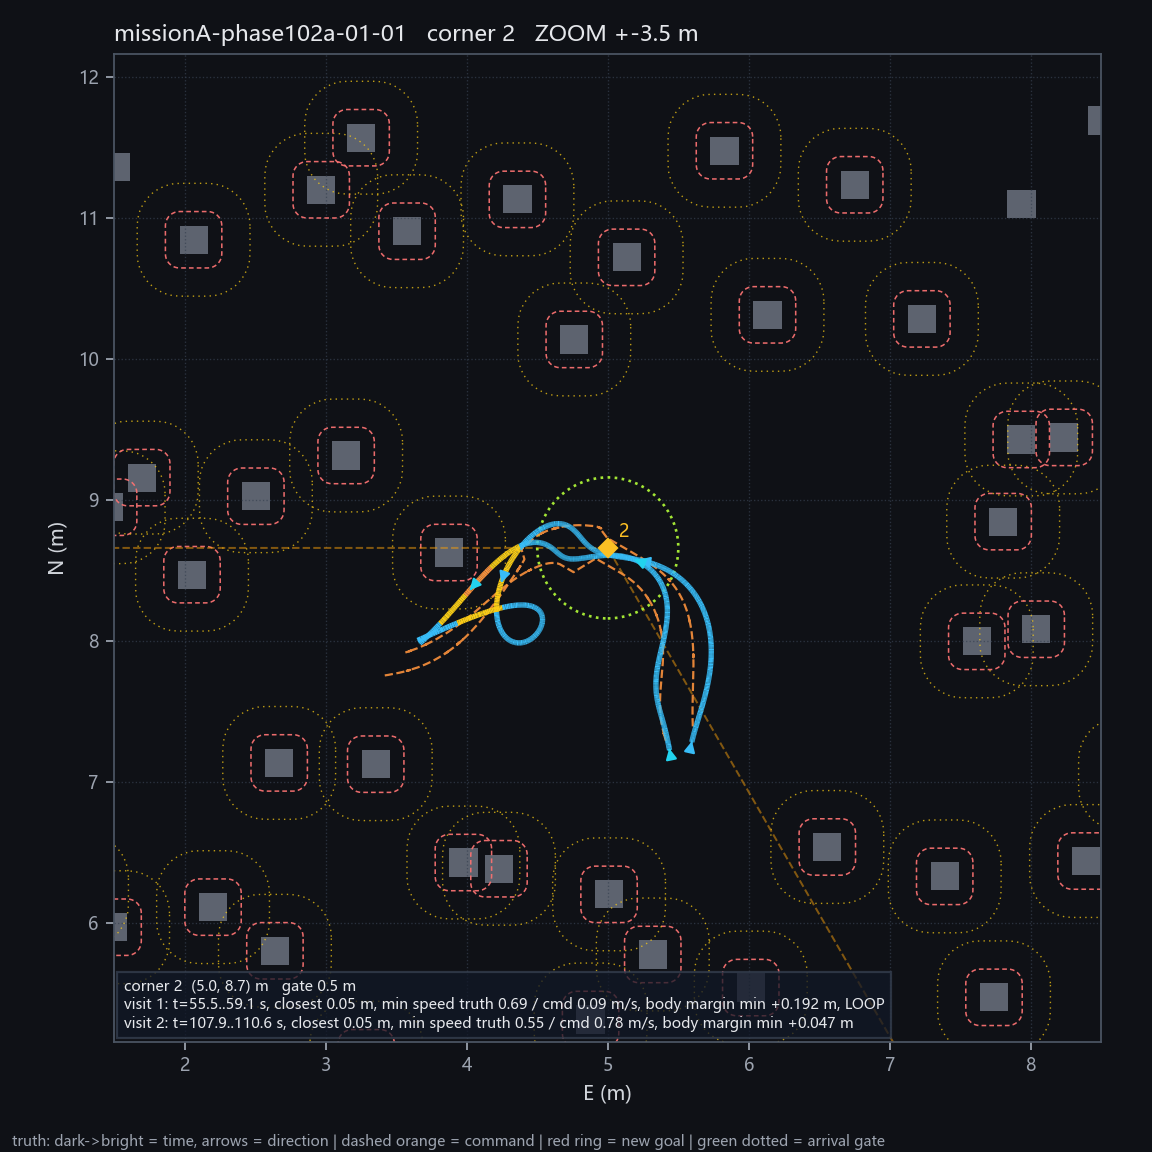 missionA-phase102a-01-01 corner 2 ZOOM +-3.5 m
12
11
10
9
8
7
6
N (m)
2
corner 2 (5.0, 8.7) m gate 0.5 m
visit 1: t=55.5..59.1 s, closest 0.05 m, min speed truth 0.69 / cmd 0.09 m/s, body margin min +0.192 m, LOOP
visit 2: t=107.9..110.6 s, closest 0.05 m, min speed truth 0.55 / cmd 0.78 m/s, body margin min +0.047 m
2 3 4 5 6 7 8
E (m)
truth: dark->bright = time, arrows = direction | dashed orange = command | red ring = new goal | green dotted = arrival gate